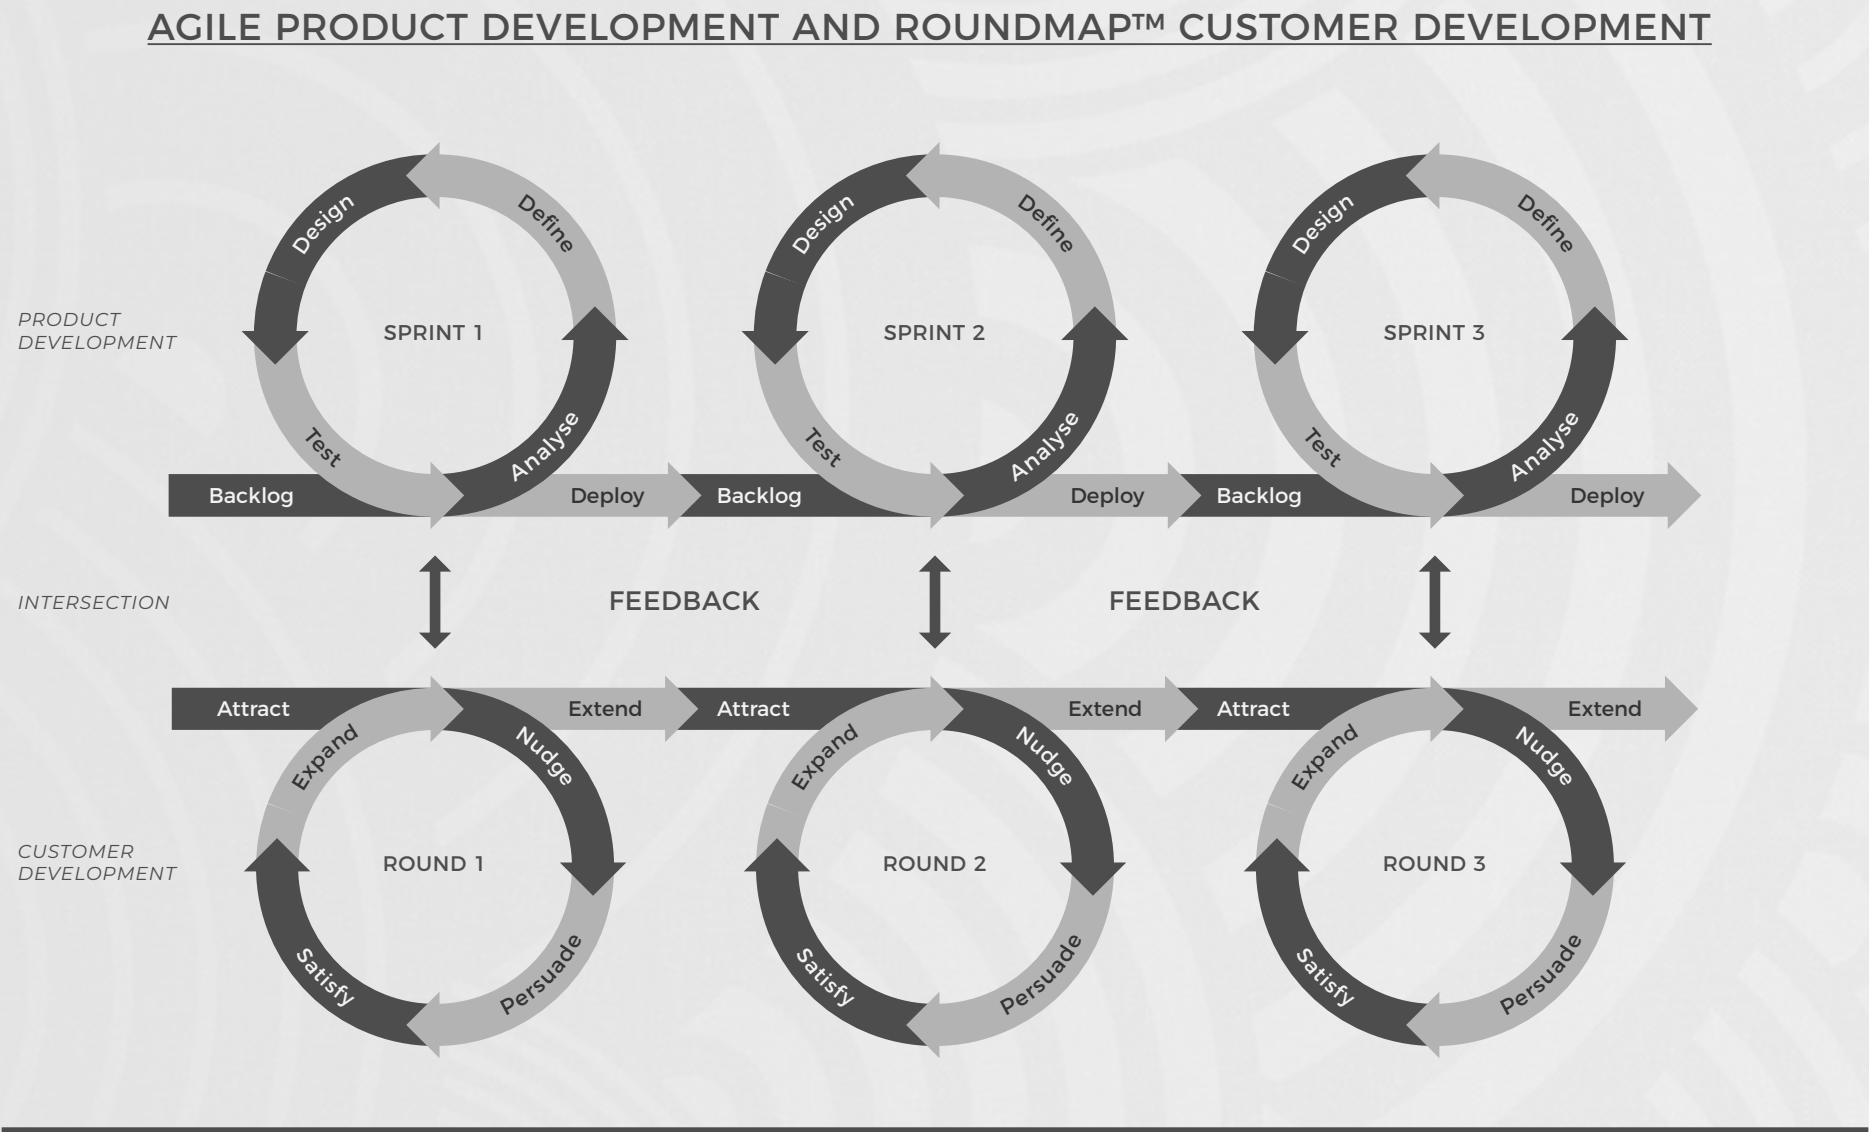 AGILE PRODUCT DEVELOPMENT AND ROUNDMAP™ CUSTOMER DEVELOPMENT
Design
Define
Design
Define
Design
Define
PRODUCT
DEVELOPMENT
SPRINT 1
SPRINT 2
SPRINT 3
Test
Analyse
Test
Analyse
Test
Analyse
Backlog
Deploy
Backlog
Deploy
Backlog
Deploy
INTERSECTION
FEEDBACK
FEEDBACK
Attract
Extend
Attract
Extend
Attract
Extend
Expand
Nudge
Expand
Nudge
Expand
Nudge
CUSTOMER
DEVELOPMENT
ROUND 1
ROUND 2
ROUND 3
Satisfy
Persuade
Satisfy
Persuade
Satisfy
Persuade